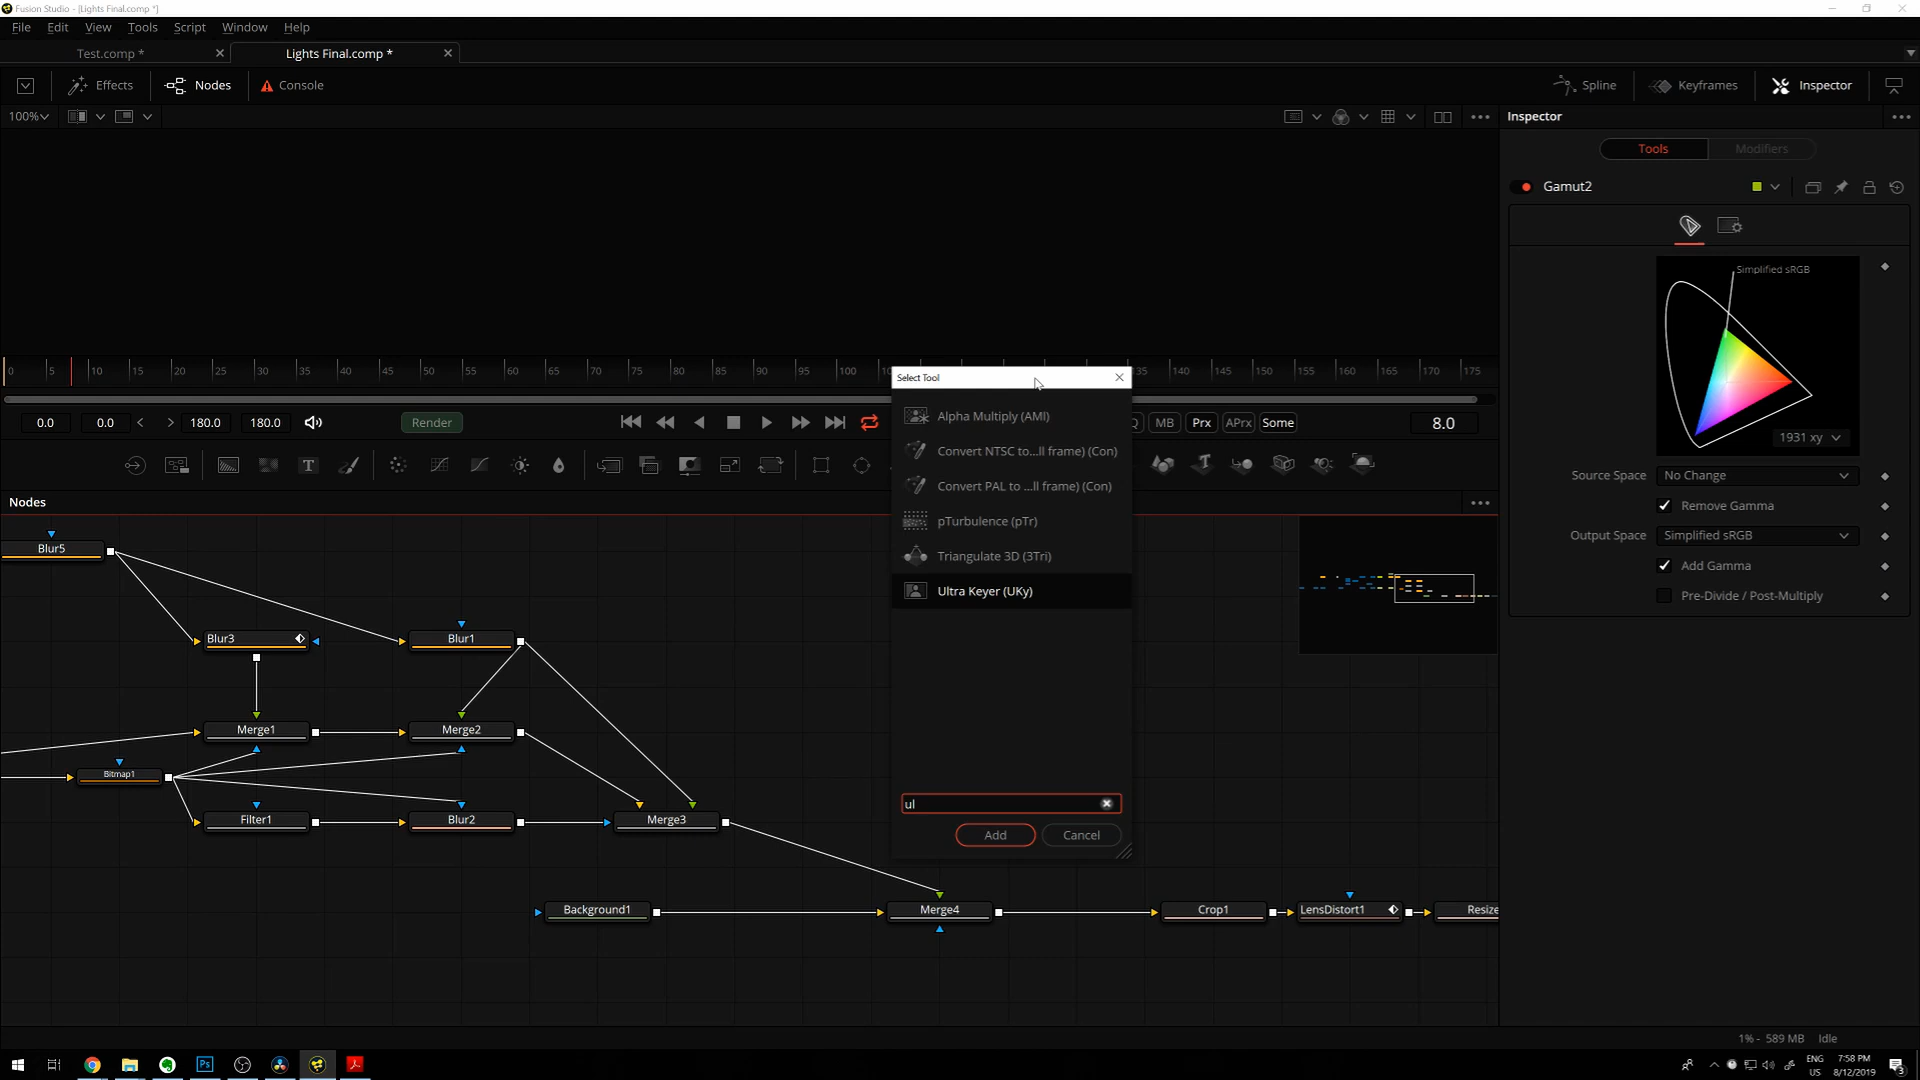 Fusion Studio - [Lights Final.comp *]
File Edit View Tools Script Window Help
Test.comp * Lights Final.comp *
Effects Nodes Console Spline Keyframes Inspector
100% Inspector
Tools Modifiers
Gamut2
Simplified sRGB
1931 xy
0 5 10 15 20 25 30 35 40 45 50 55 60 65 70 75 80 85 90 95 100 135 140 145 150 155 160 165 170 175
0.0 0.0 < > 180.0 180.0 Render MB Prx APrx Some 8.0
Select Tool
Alpha Multiply (AMl)
Convert NTSC to...ll frame) (Con)
Convert PAL to ...ll frame) (Con)
pTurbulence (pTr)
Triangulate 3D (3Tri)
Ultra Keyer (UKy)
ul
Add Cancel
Source Space No Change
Remove Gamma
Output Space Simplified sRGB
Add Gamma
Pre-Divide / Post-Multiply
Nodes
Blur5
Blur3 Blur1
Merge1 Merge2
Bitmap1
Filter1 Blur2 Merge3
Background1 Merge4 Crop1 LensDistort1 Resize
1% - 589 MB Idle
Ps
ENG
US
7:58 PM
8/12/2019
3